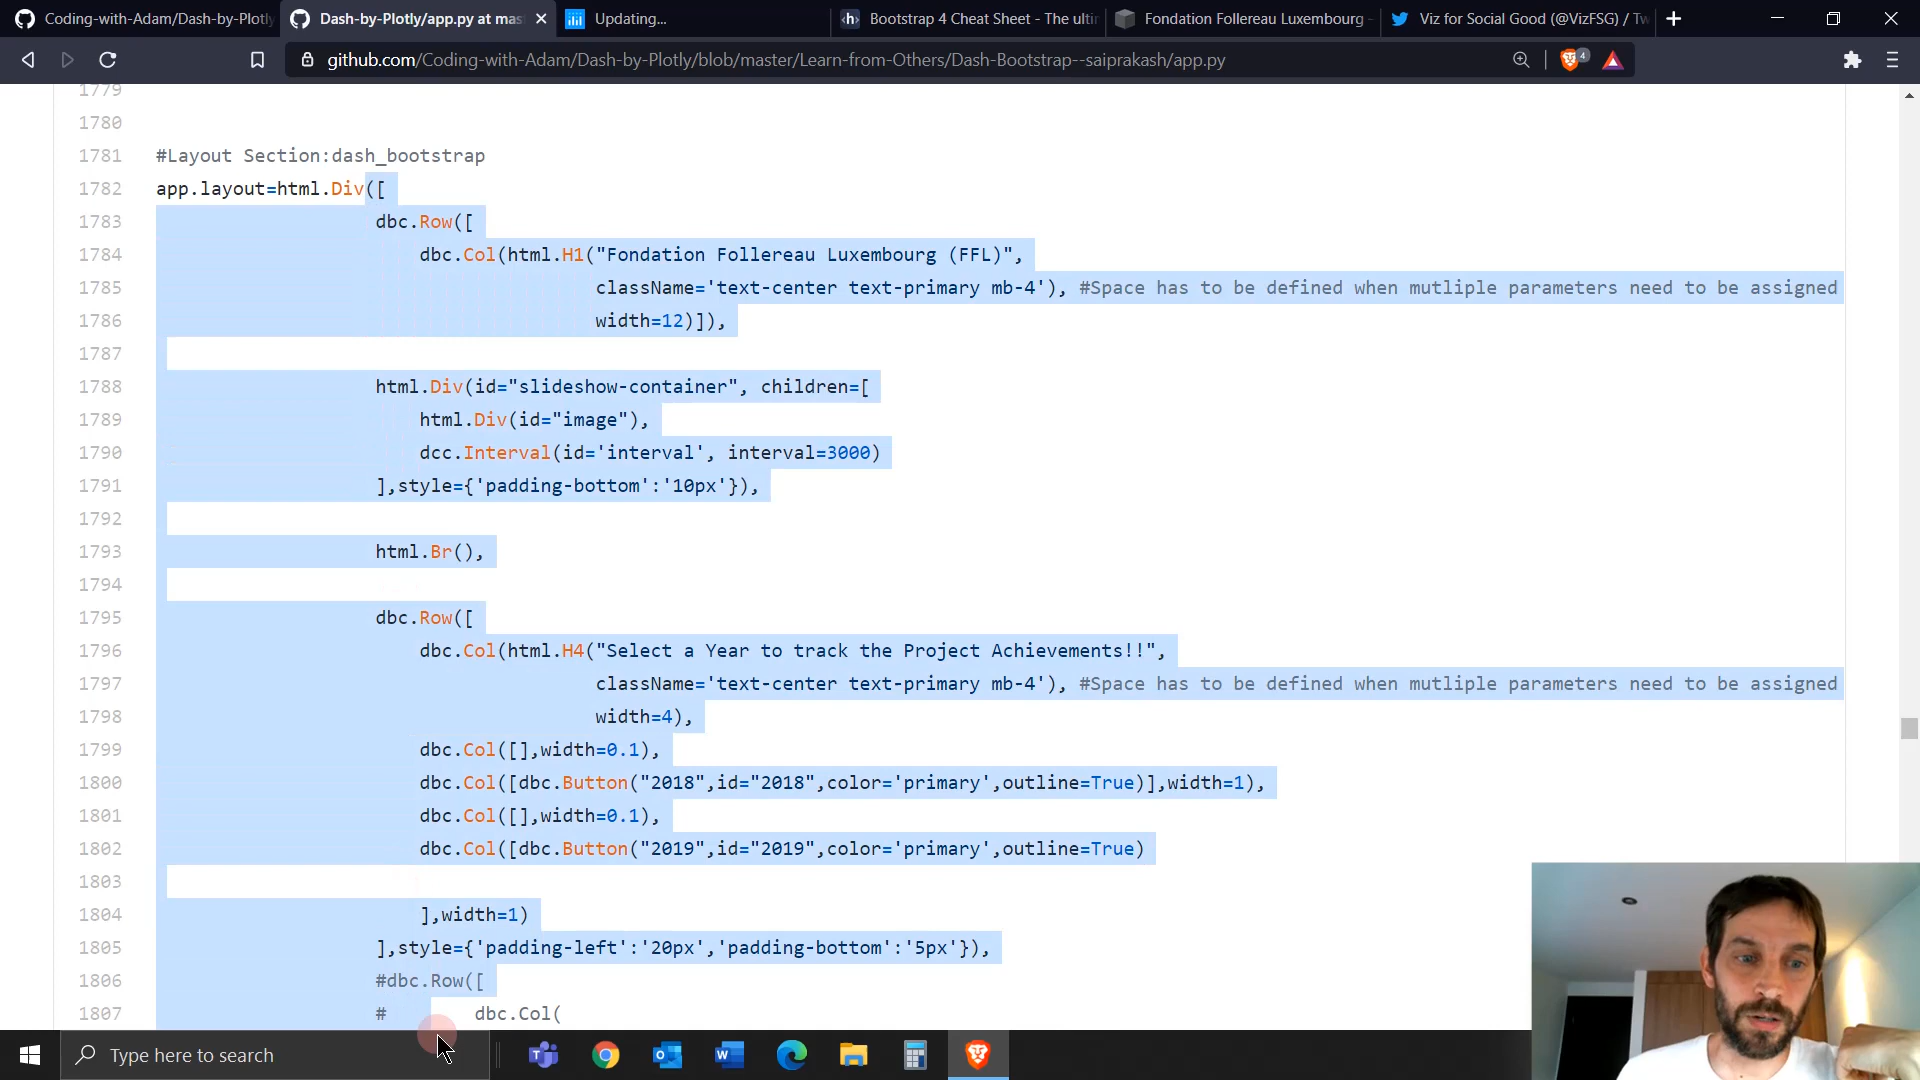 Coding-with-Adam/Dash-by-Plotly
Dash-by-Plotly/app.py at mas
Updating...
Bootstrap 4 Cheat Sheet - The ulti
Fondation Follereau Luxembourg -
Viz for Social Good (@VizFSG) / Tw
github.com/Coding-with-Adam/Dash-by-Plotly/blob/master/Learn-from-Others/Dash-Bootstrap--saiprakash/app.py
4
1779
1780
1781 #Layout Section:dash_bootstrap
1782 app.layout=html.Div([
1783 dbc.Row([
1784 dbc.Col(html.H1("Fondation Follereau Luxembourg (FFL)",
1785 className='text-center text-primary mb-4'), #Space has to be defined when mutliple parameters need to be assigned
1786 width=12)]),
1787
1788 html.Div(id="slideshow-container", children=[
1789 html.Div(id="image"),
1790 dcc.Interval(id='interval', interval=3000)
1791 ],style={'padding-bottom':'10px'}),
1792
1793 html.Br(),
1794
1795 dbc.Row([
1796 dbc.Col(html.H4("Select a Year to track the Project Achievements!!",
1797 className='text-center text-primary mb-4'), #Space has to be defined when mutliple parameters need to be assigned
1798 width=4),
1799 dbc.Col([],width=0.1),
1800 dbc.Col([dbc.Button("2018",id="2018",color='primary',outline=True)],width=1),
1801 dbc.Col([],width=0.1),
1802 dbc.Col([dbc.Button("2019",id="2019",color='primary',outline=True)
1803
1804 ],width=1)
1805 ],style={'padding-left':'20px','padding-bottom':'5px'}),
1806 #dbc.Row([
1807 # dbc.Col(
Type here to search